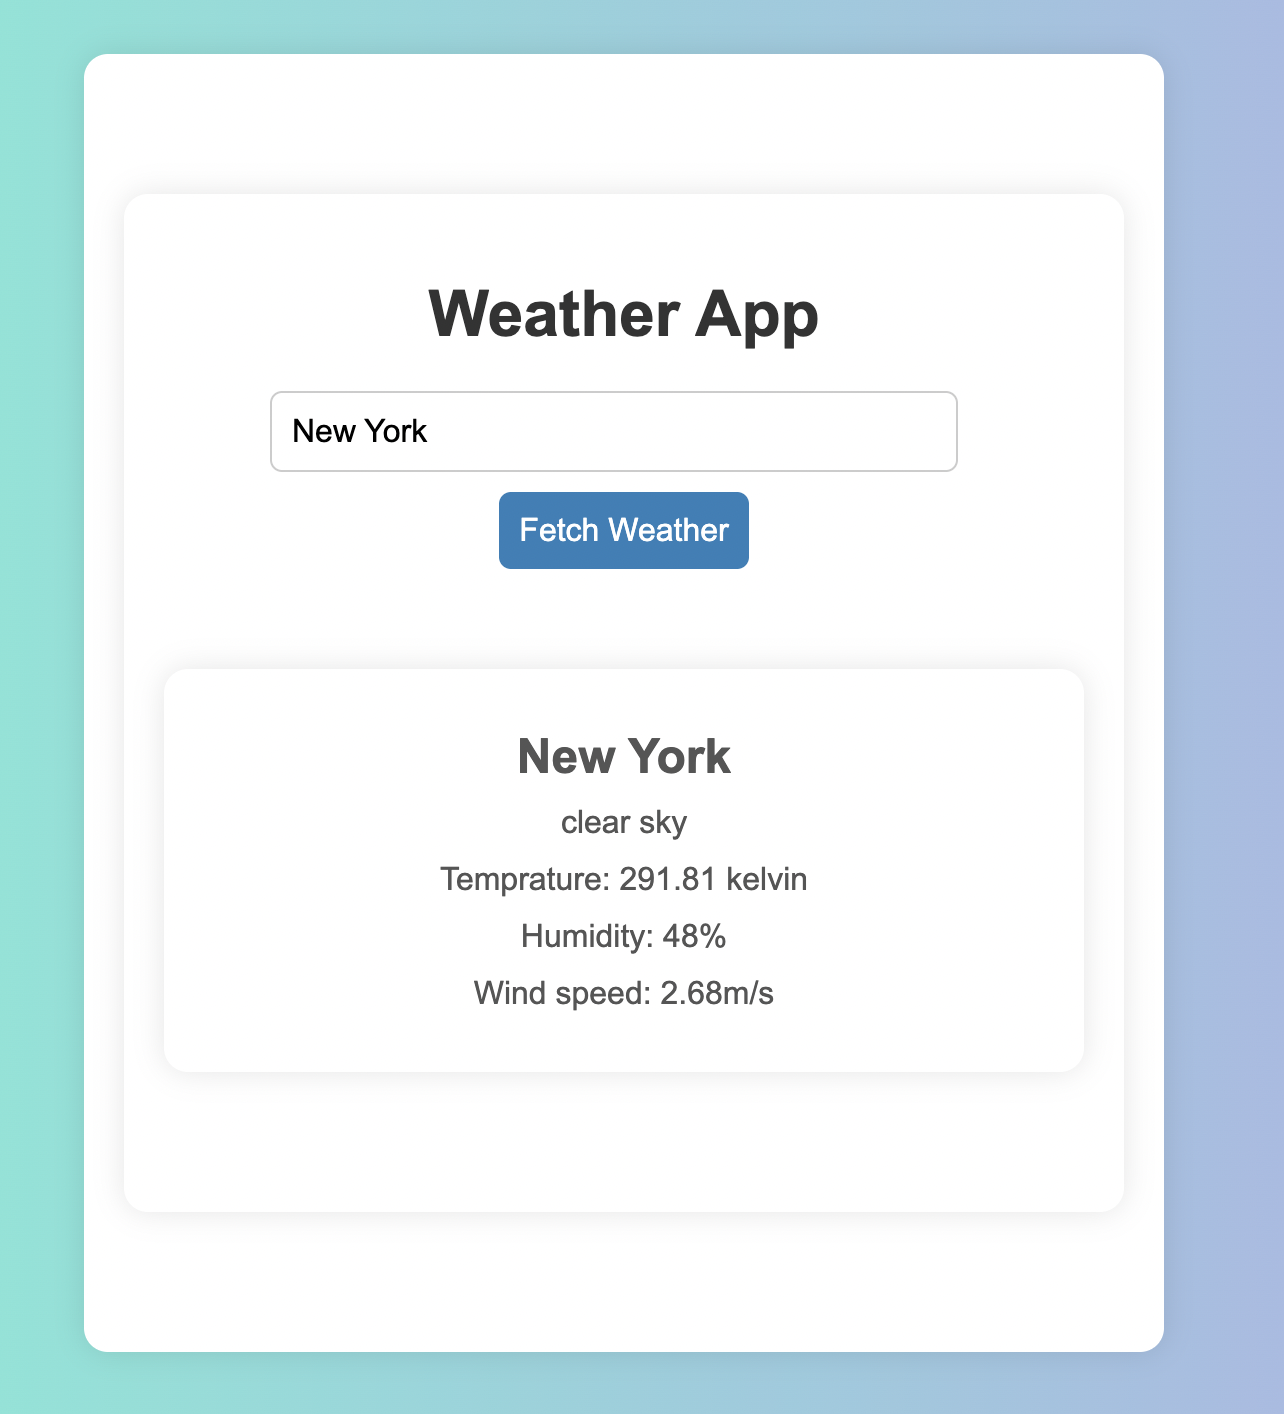 Weather App
New York
Fetch Weather
New York
clear sky
Temprature: 291.81 kelvin
Humidity: 48%
Wind speed: 2.68m/s